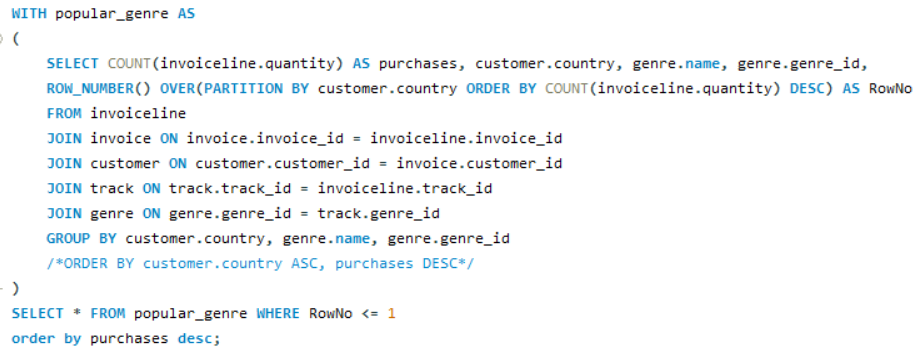 WITH popular_genre AS
(
SELECT COUNT(invoiceline.quantity) AS purchases, customer.country, genre.name, genre.genre_id,
ROW_NUMBER() OVER(PARTITION BY customer.country ORDER BY COUNT(invoiceline.quantity) DESC) AS RowNo
FROM invoiceline
JOIN invoice ON invoice.invoice_id = invoiceline.invoice_id
JOIN customer ON customer.customer_id = invoice.customer_id
JOIN track ON track.track_id = invoiceline.track_id
JOIN genre ON genre.genre_id = track.genre_id
GROUP BY customer.country, genre.name, genre.genre_id
/*ORDER BY customer.country ASC, purchases DESC*/
)
SELECT * FROM popular_genre WHERE RowNo <= 1
order by purchases desc;